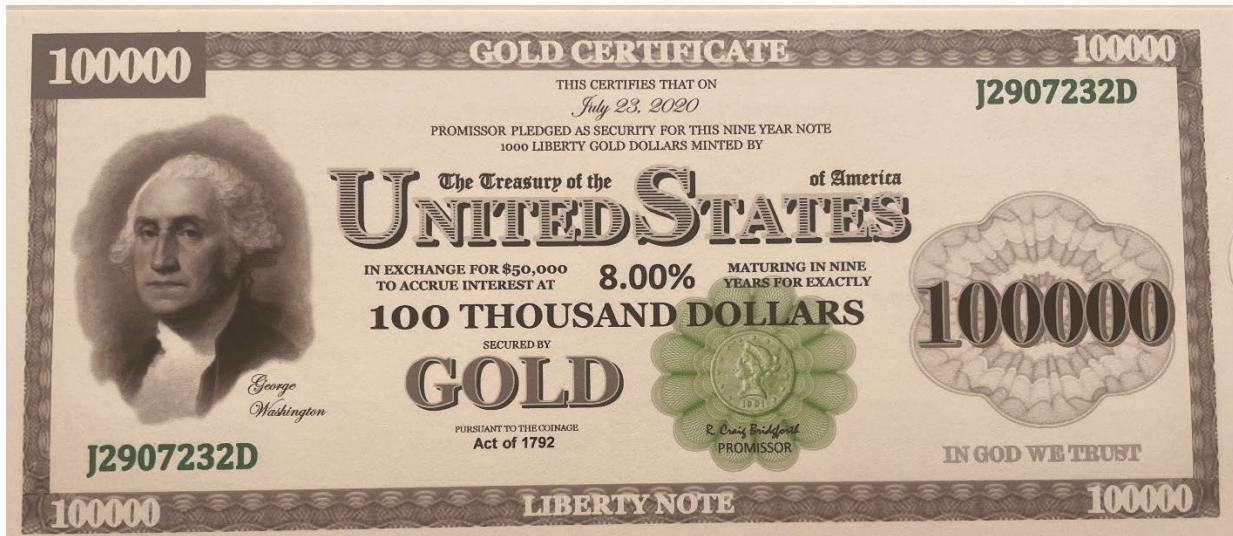 100000
GOLD CERTIFICATE
100000
THIS CERTIFIES THAT ON
July 23, 2020
J2907232D
PROMISSOR PLEDGED AS SECURITY FOR THIS NINE YEAR NOTE
1000 LIBERTY GOLD DOLLARS MINTED BY
The Treasury of the
of America
UNITED STATES
IN EXCHANGE FOR $50,000
TO ACCRUE INTEREST AT
8.00%
MATURING IN NINE
YEARS FOR EXACTLY
100 THOUSAND DOLLARS
100000
SECURED BY
GOLD
George
Washington
PURSUANT TO THE COINAGE
Act of 1792
R. Craig Bridgforth
PROMISSOR
J2907232D
IN GOD WE TRUST
100000
LIBERTY NOTE
100000